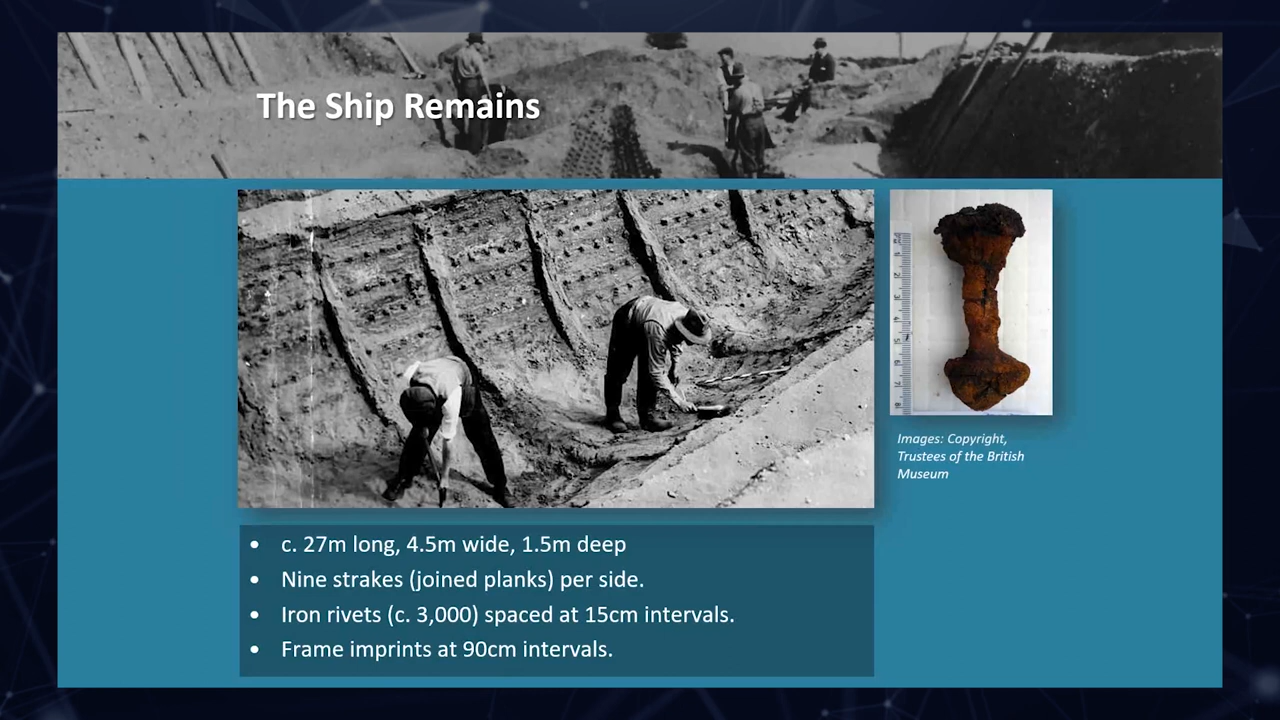 The Ship Remains
Images: Copyright,
Trustees of the British
Museum
• c. 27m long, 4.5m wide, 1.5m deep
• Nine strakes (joined planks) per side.
• Iron rivets (c. 3,000) spaced at 15cm intervals.
• Frame imprints at 90cm intervals.